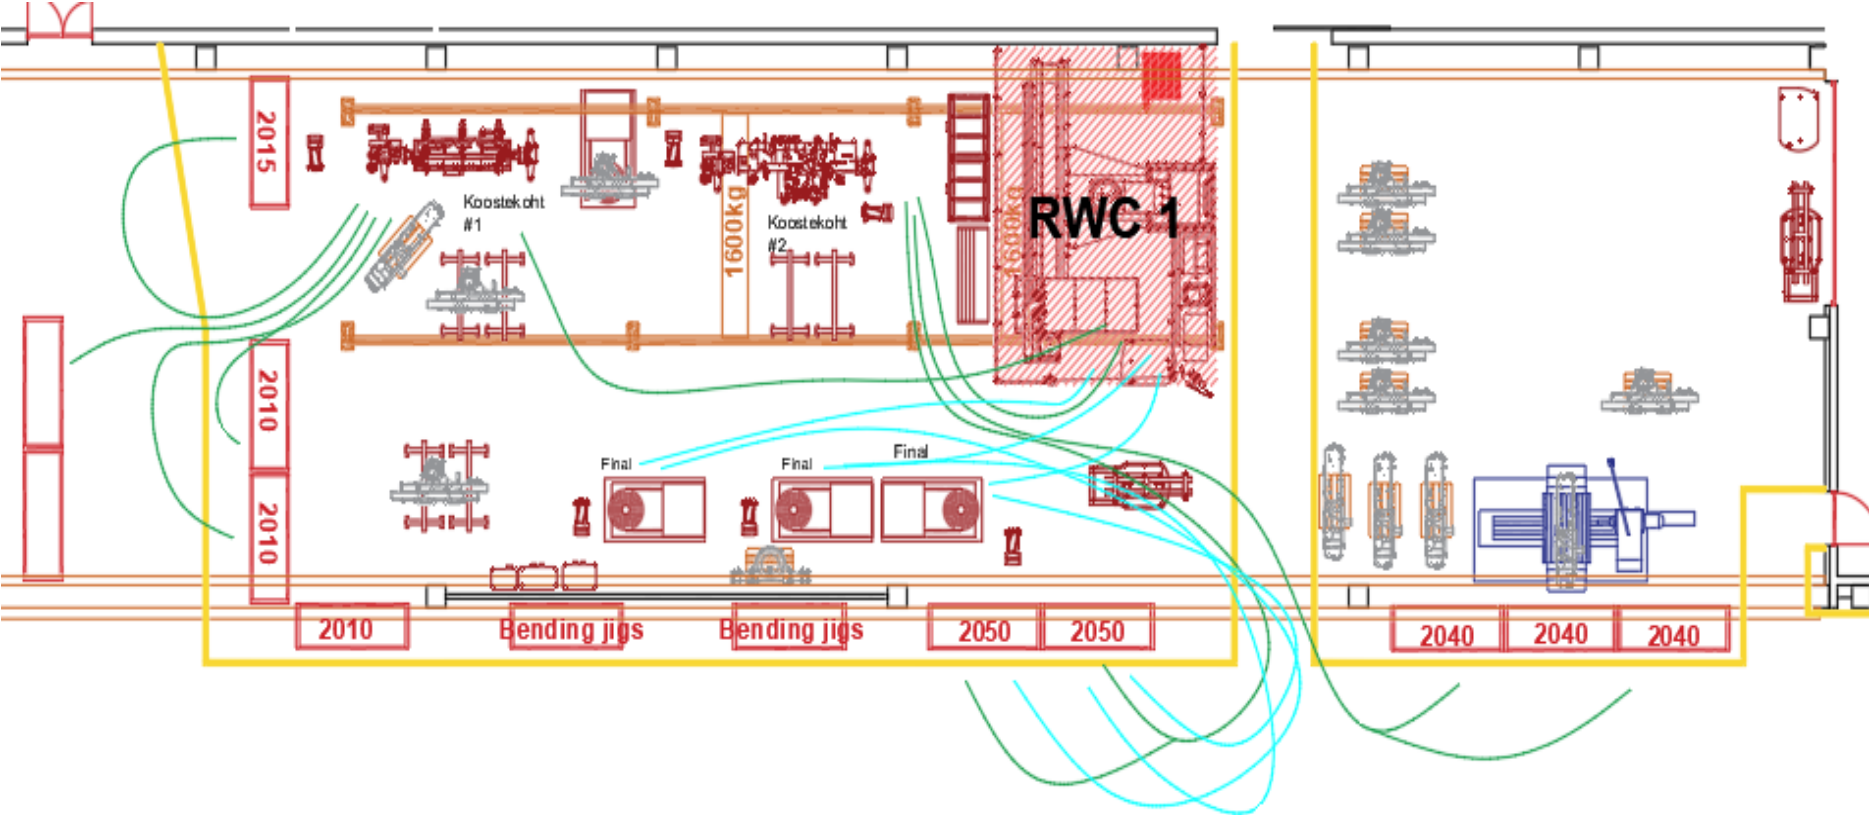 2015
Koostekoht
#1
1600kg
Koostekoht
#2
1600kg
RWC 1
2010
2010
Final
Final
Final
2010
Bending jigs
Bending jigs
2050
2050
2040
2040
2040